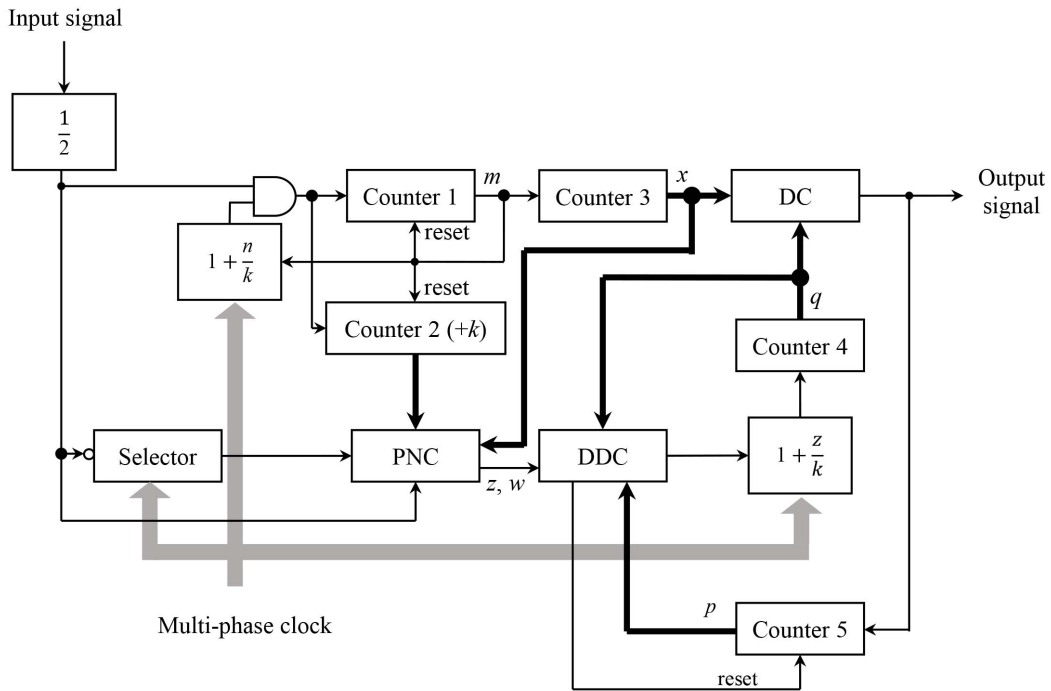 Input signal
1
2
Counter 1
m
Counter 3
x
DC
Output
signal
reset
1 + n/k
reset
Counter 2 (+k)
q
Counter 4
Selector
PNC
z, w
DDC
1 + z/k
Multi-phase clock
p
Counter 5
reset